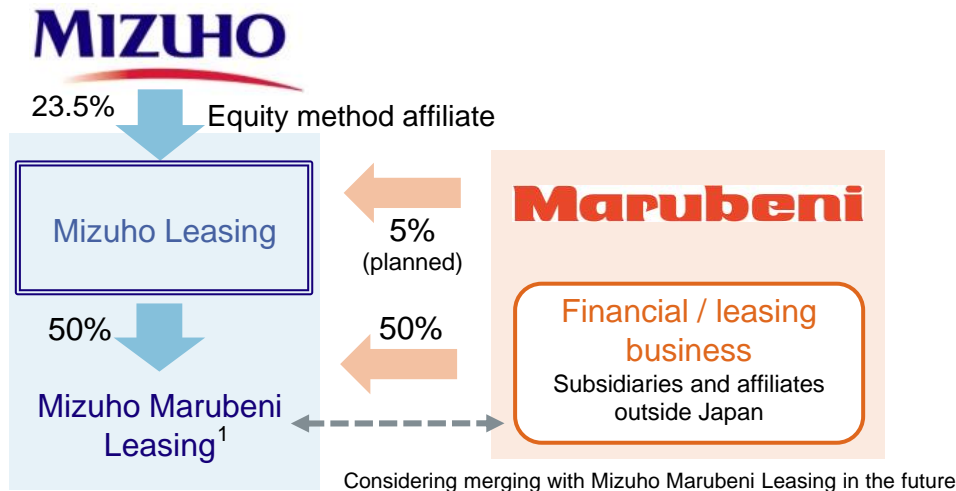 MIZUHO
23.5%
Equity method affiliate
Mizuho Leasing
5%
(planned)
Marubeni
50%
50%
Financial / leasing
business
Subsidiaries and affiliates
outside Japan
Mizuho Marubeni
Leasing1
Considering merging with Mizuho Marubeni Leasing in the future